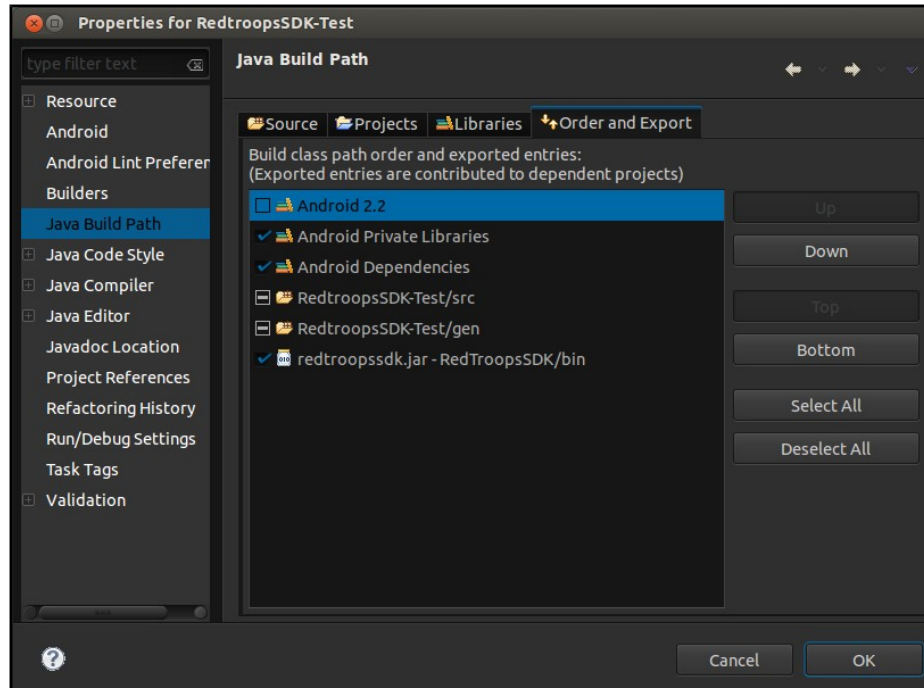 Properties for RedtroopsSDK-Test
type filter text
Resource
Android
Android Lint Preferen
Builders
Java Build Path
Java Code Style
Java Compiler
Java Editor
Javadoc Location
Project References
Refactoring History
Run/Debug Settings
Task Tags
Validation
Java Build Path
Source Projects Libraries Order and Export
Build class path order and exported entries:
(Exported entries are contributed to dependent projects)
Android 2.2
Android Private Libraries
Android Dependencies
RedtroopsSDK-Test/src
RedtroopsSDK-Test/gen
redtroopssdk.jar - RedTroopsSDK/bin
Up
Down
Top
Bottom
Select All
Deselect All
Cancel OK